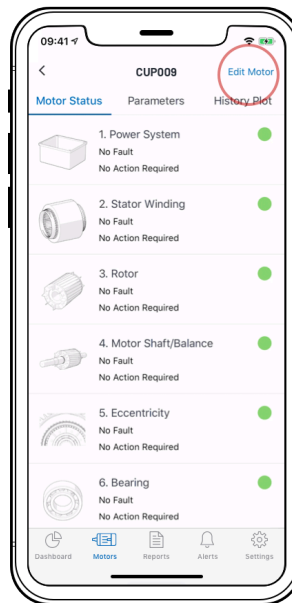 09:41
CUP009
Edit Motor
Motor Status
Parameters
History Plot
1. Power System
No Fault
No Action Required
2. Stator Winding
No Fault
No Action Required
3. Rotor
No Fault
No Action Required
4. Motor Shaft/Balance
No Fault
No Action Required
5. Eccentricity
No Fault
No Action Required
6. Bearing
No Fault
No Action Required
Dashboard
Motors
Reports
Alerts
Settings